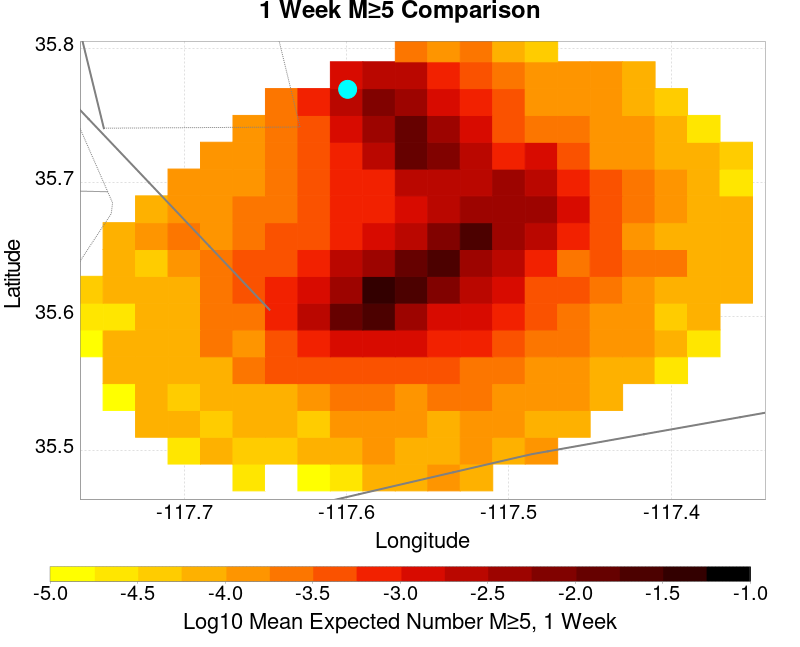 1 Week M≥5 Comparison
35.8
35.7
35.6
35.5
Latitude
-117.7 -117.6 -117.5 -117.4
Longitude
-5.0 -4.5 -4.0 -3.5 -3.0 -2.5 -2.0 -1.5 -1.0
Log10 Mean Expected Number M≥5, 1 Week